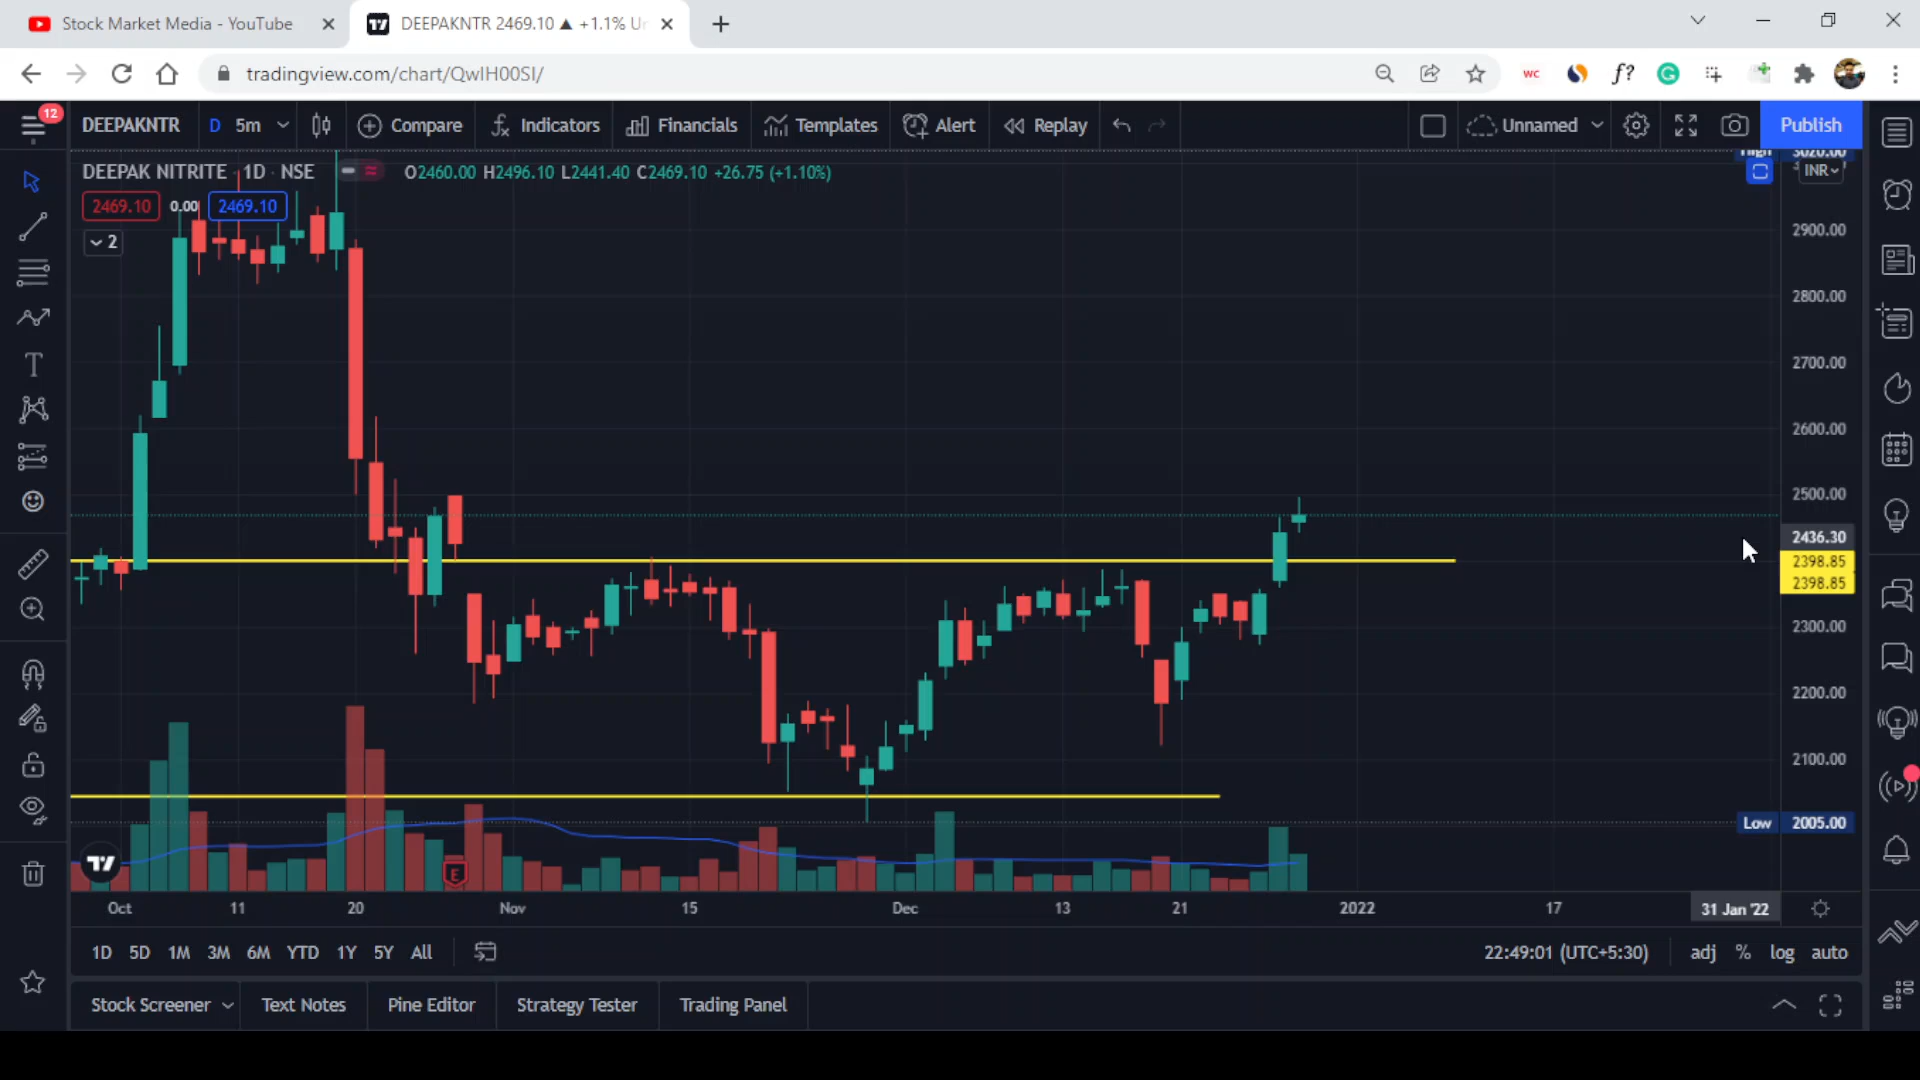 Stock Market Media - YouTube
DEEPAKNTR 2469.10 ▲ +1.1% Un
tradingview.com/chart/QwIH00SI/
wc
f?
12
DEEPAKNTR
D
5m
Compare
Indicators
Financials
Templates
Alert
Replay
Unnamed
Publish
DEEPAK NITRITE 1D NSE
O2460.00 H2496.10 L2441.40 C2469.10 +26.75 (+1.10%)
High 3020.00
INR
2469.10 0.00 2469.10
2
2900.00
2800.00
2700.00
2600.00
2500.00
2436.30
2398.85
2398.85
2300.00
2200.00
2100.00
Low 2005.00
E
Oct 11 20 Nov 15 Dec 13 21 2022 17 31 Jan '22
1D 5D 1M 3M 6M YTD 1Y 5Y All
22:49:01 (UTC+5:30)
adj % log auto
Stock Screener
Text Notes
Pine Editor
Strategy Tester
Trading Panel